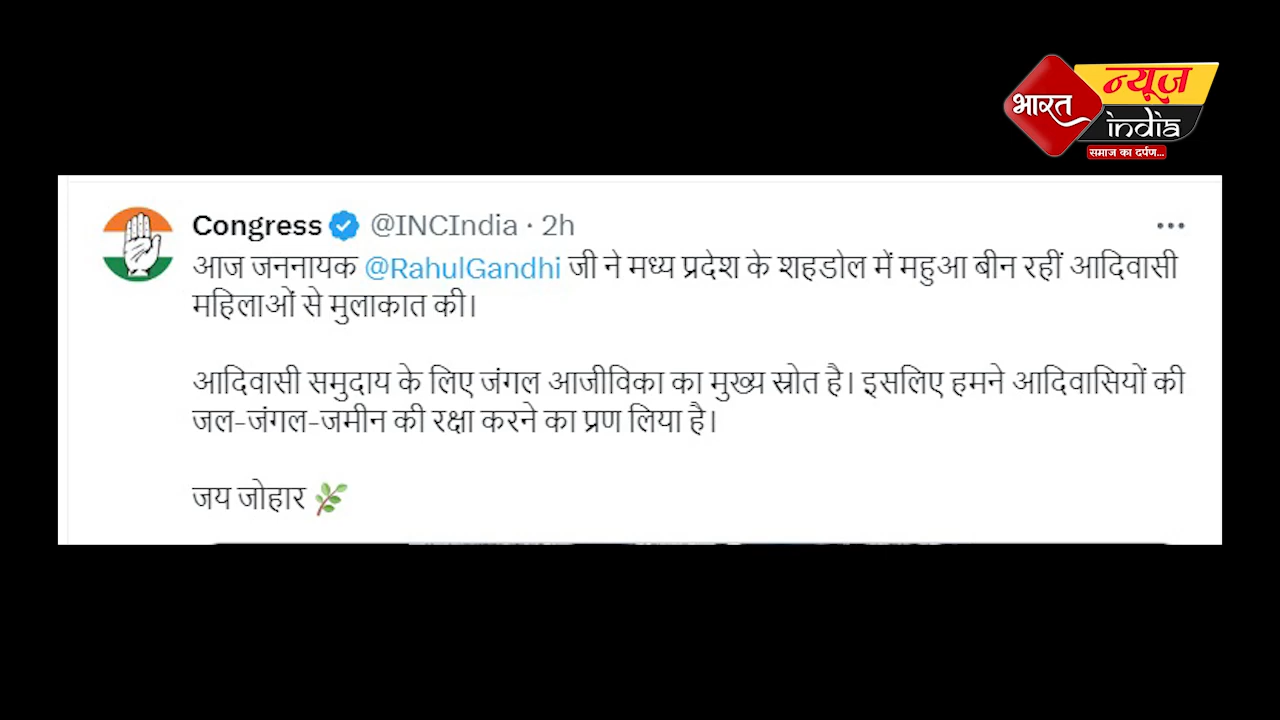 भारत
न्यूज़
india
समाज का दर्पण...
Congress @INCIndia · 2h
आज जननायक @RahulGandhi जी ने मध्य प्रदेश के शहडोल में महुआ बीन रहीं आदिवासी
महिलाओं से मुलाकात की।
आदिवासी समुदाय के लिए जंगल आजीविका का मुख्य स्रोत है। इसलिए हमने आदिवासियों की
जल-जंगल-जमीन की रक्षा करने का प्रण लिया है।
जय जोहार 🌿